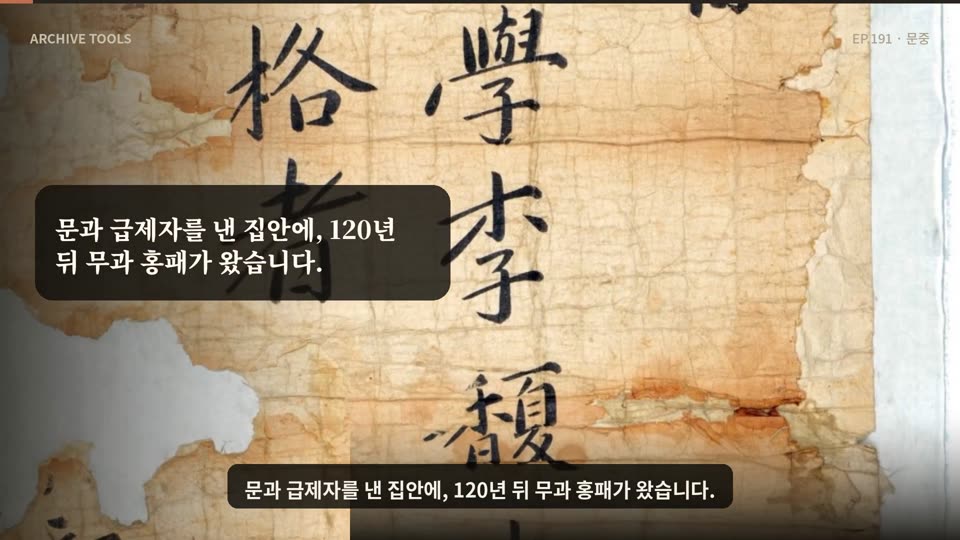 ARCHIVE TOOLS
EP.191 · 문중
學李馥
格者
문과 급제자를 낸 집안에, 120년
뒤 무과 홍패가 왔습니다.
문과 급제자를 낸 집안에, 120년 뒤 무과 홍패가 왔습니다.